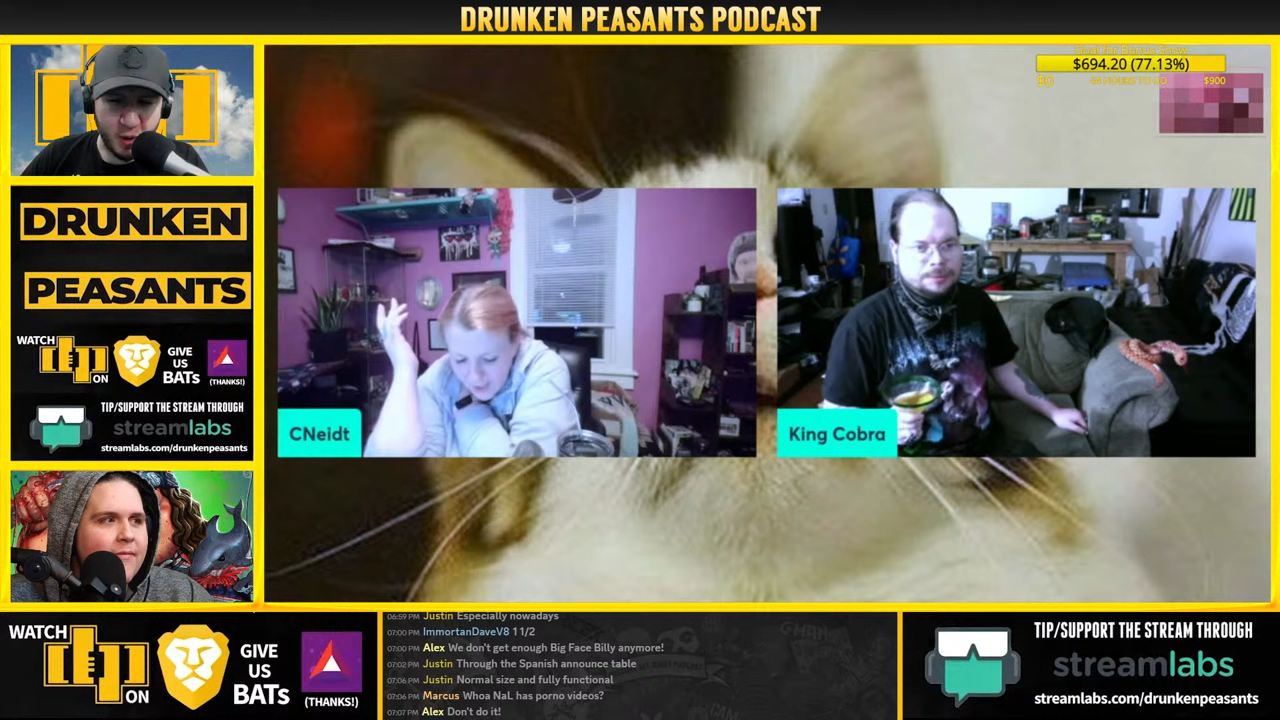 DRUNKEN PEASANTS PODCAST
$694.20 (77.13%)
$900
DRUNKEN
PEASANTS
WATCH
ON
GIVE
US
BATs
(THANKS!)
TIP/SUPPORT THE STREAM THROUGH
streamlabs
streamlabs.com/drunkenpeasants
CNeidt
King Cobra
06:59 PM Justin Especially nowadays
07:00 PM ImmortanDaveV8 1 1/2
07:00 PM Alex We don't get enough Big Face Billy anymore!
07:02 PM Justin Through the Spanish announce table
07:06 PM Justin Normal size and fully functional
07:06 PM Marcus Whoa NaL has porno videos?
07:07 PM Alex Don't do it!
WATCH
ON
GIVE
US
BATs
(THANKS!)
TIP/SUPPORT THE STREAM THROUGH
streamlabs
streamlabs.com/drunkenpeasants